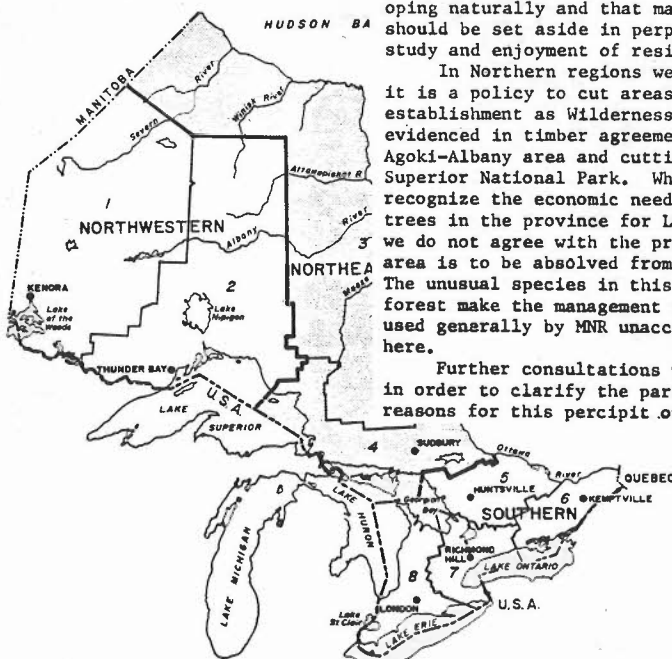 HUDSON BA
MANITOBA
Severn River
Winisk River
Attawapiskat R
NORTHWESTERN
1
Albany River
3
NORTHEA
Moose
2
Lake Nipigon
KENORA
Lake of the Woods
THUNDER BAY
U.S.A.
LAKE SUPERIOR
4
SUDBURY
Ottawa River
QUEBEC
5
HUNTSVILLE
6
KEMPTVILLE
SOUTHERN
Georgian Bay
LAKE HURON
LAKE MICHIGAN
RICHMOND HILL
7
LAKE ONTARIO
8
LONDON
Lake St Clair
LAKE ERIE
U.S.A.
oping naturally and that ma
should be set aside in perp
study and enjoyment of resi
In Northern regions we
it is a policy to cut areas
establishment as Wilderness
evidenced in timber agreeme
Agoki-Albany area and cutti
Superior National Park. Wh
recognize the economic need
trees in the province for L
we do not agree with the pr
area is to be absolved from
The unusual species in this
forest make the management
used generally by MNR unacc
here.
Further consultations
in order to clarify the par
reasons for this percipit o